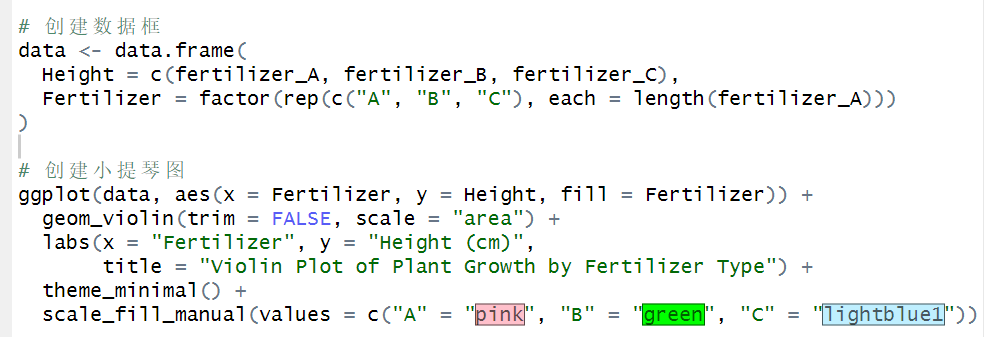 # 创建数据框
data <- data.frame(
  Height = c(fertilizer_A, fertilizer_B, fertilizer_C),
  Fertilizer = factor(rep(c("A", "B", "C"), each = length(fertilizer_A)))
)
# 创建小提琴图
ggplot(data, aes(x = Fertilizer, y = Height, fill = Fertilizer)) +
  geom_violin(trim = FALSE, scale = "area") +
  labs(x = "Fertilizer", y = "Height (cm)",
       title = "Violin Plot of Plant Growth by Fertilizer Type") +
  theme_minimal() +
  scale_fill_manual(values = c("A" = "pink", "B" = "green", "C" = "lightblue1"))